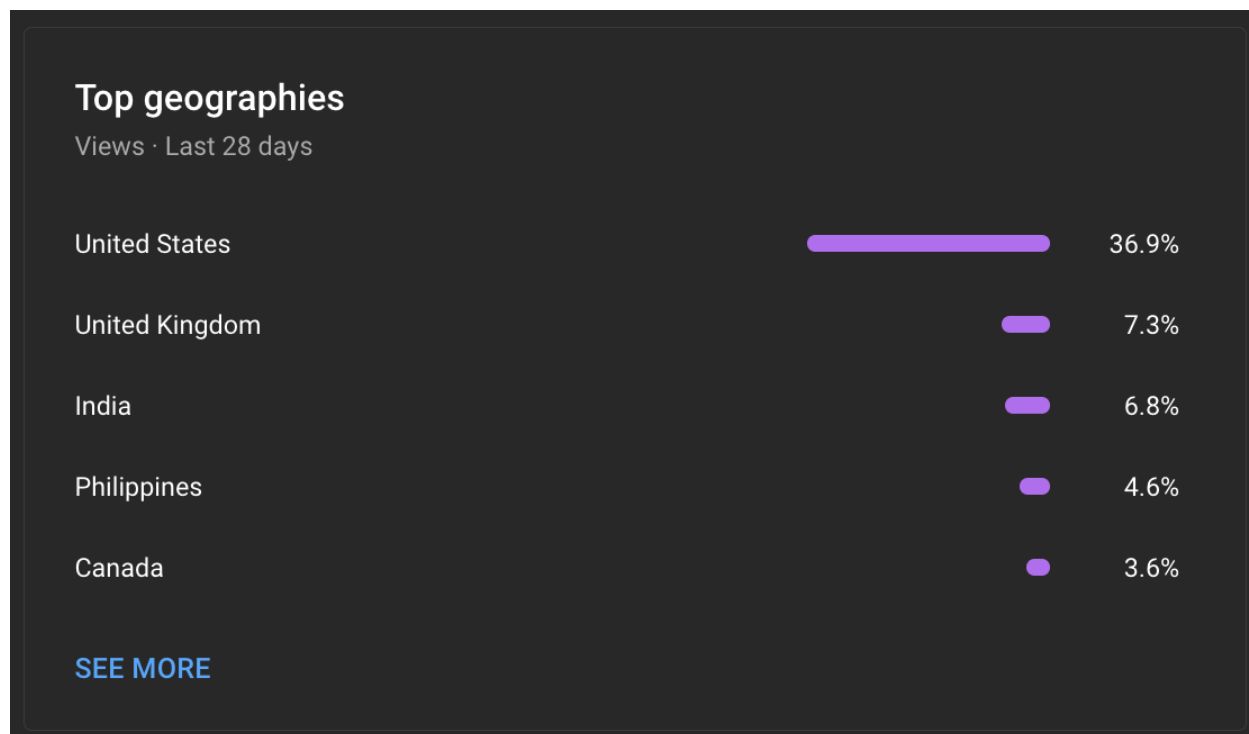 Top geographies
Views · Last 28 days
United States 36.9%
United Kingdom 7.3%
India 6.8%
Philippines 4.6%
Canada 3.6%
SEE MORE